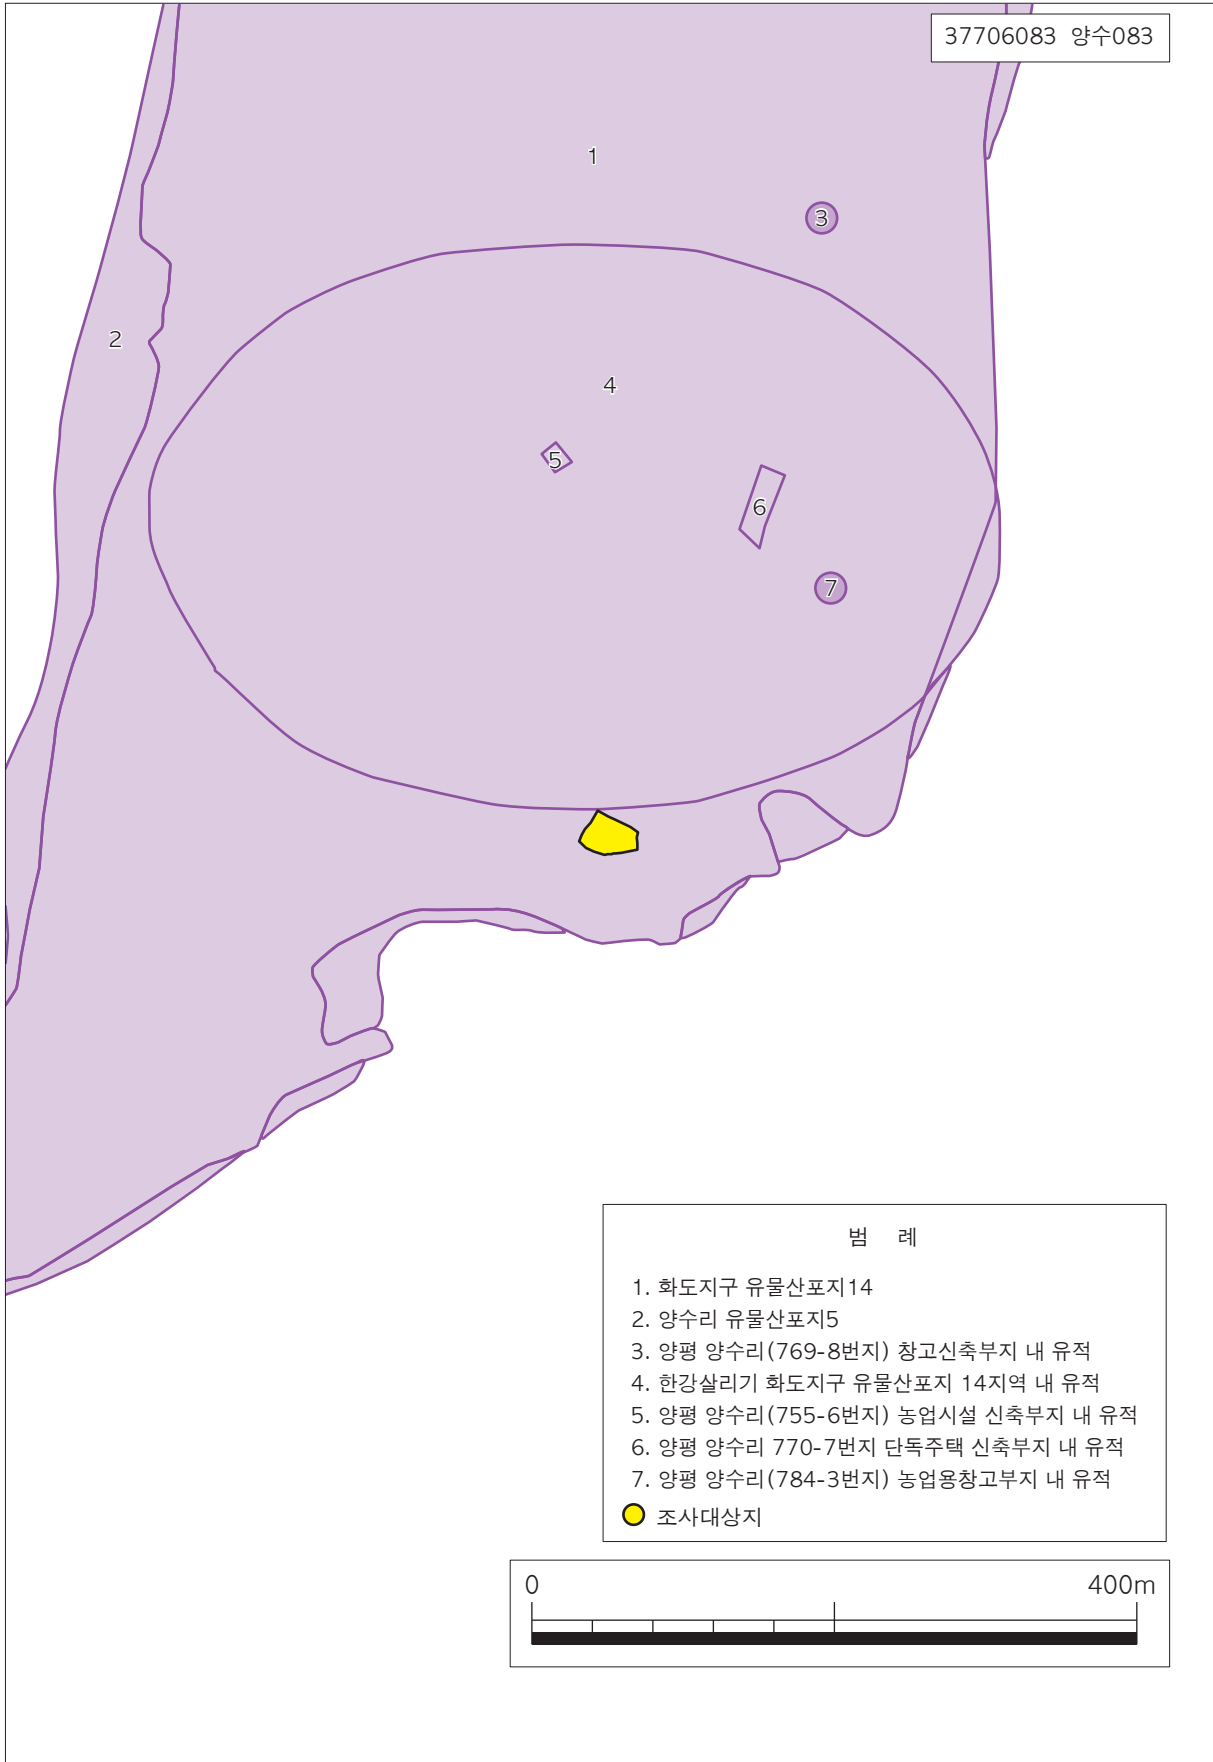 37706083 양수083
1
3
2
4
5
6
7
범 례
1. 화도지구 유물산포지14
2. 양수리 유물산포지5
3. 양평 양수리(769-8번지) 창고신축부지 내 유적
4. 한강살리기 화도지구 유물산포지 14지역 내 유적
5. 양평 양수리(755-6번지) 농업시설 신축부지 내 유적
6. 양평 양수리 770-7번지 단독주택 신축부지 내 유적
7. 양평 양수리(784-3번지) 농업용창고부지 내 유적
조사대상지
0 400m